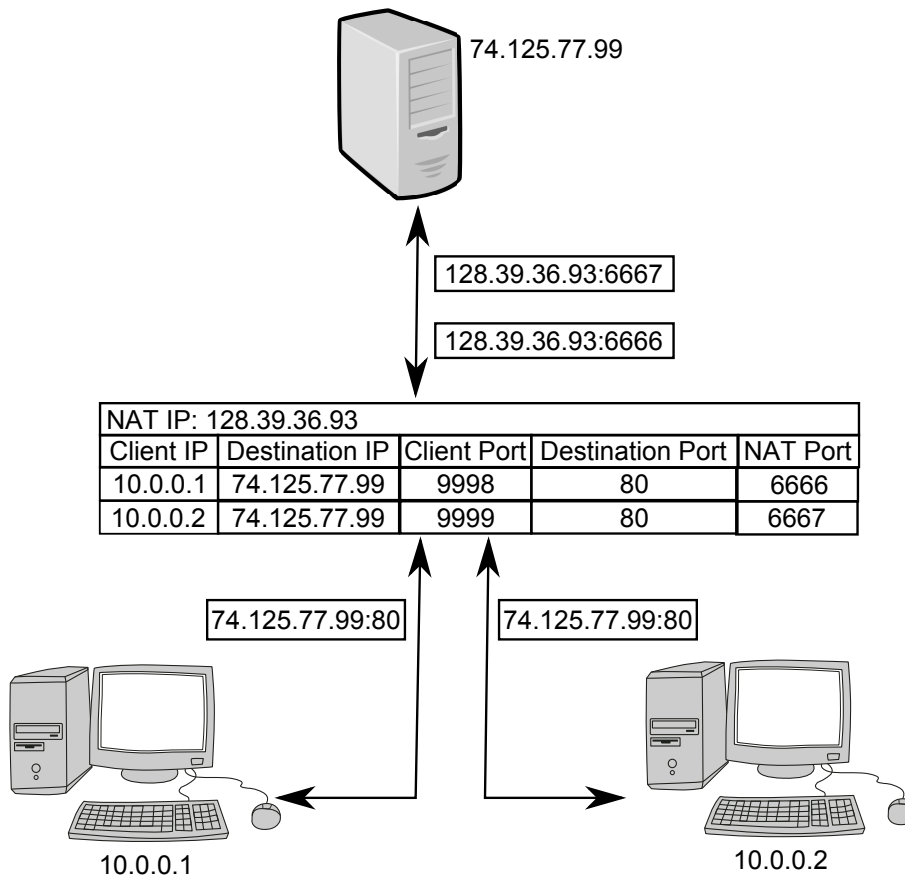 74.125.77.99
128.39.36.93:6667
128.39.36.93:6666
NAT IP: 128.39.36.93
Client IP Destination IP Client Port Destination Port NAT Port
10.0.0.1 74.125.77.99 9998 80 6666
10.0.0.2 74.125.77.99 9999 80 6667
74.125.77.99:80 74.125.77.99:80
10.0.0.1 10.0.0.2